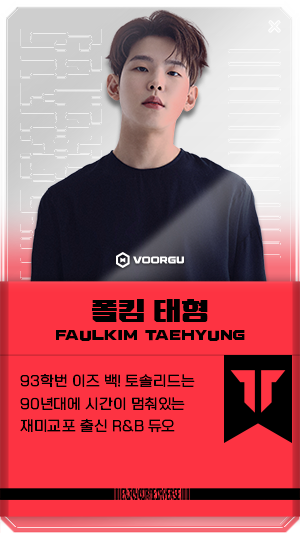 VOORGU
폴킴 태형
FAULKIM TAEHYUNG
93학번 이즈 백! 토솔리드는
90년대에 시간이 멈춰있는
재미교포 출신 R&B 듀오